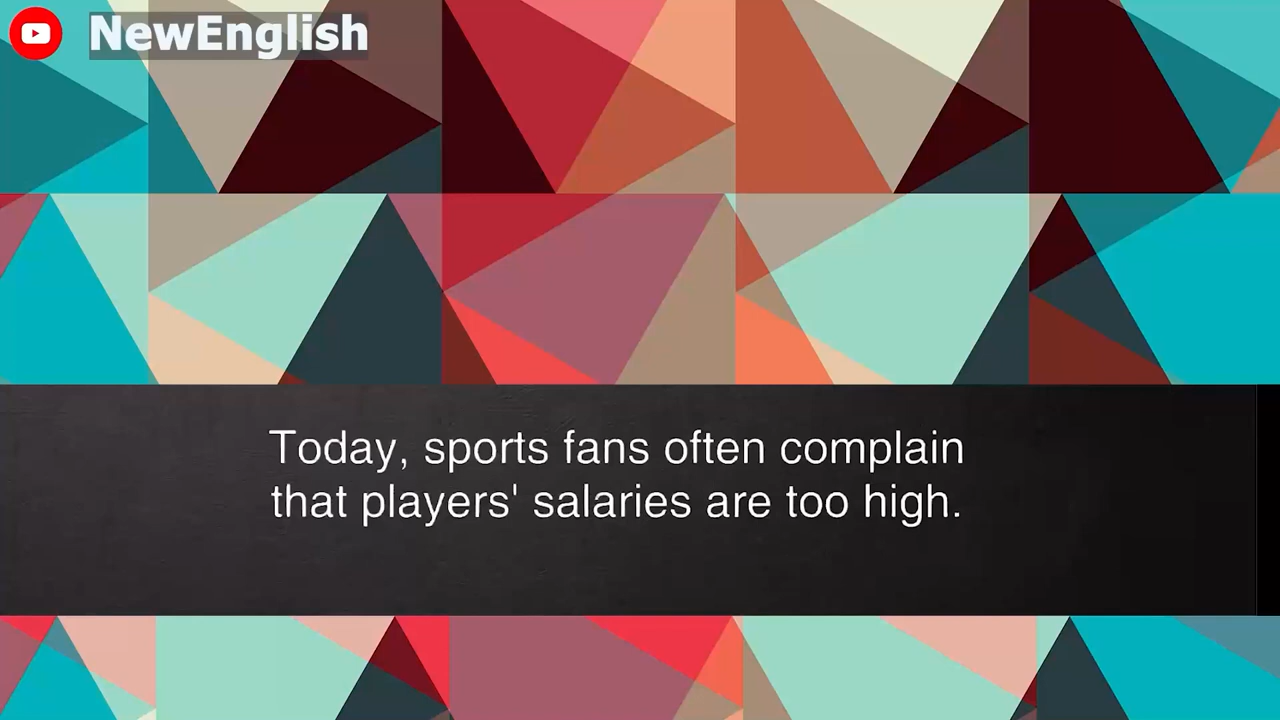 NewEnglish
Today, sports fans often complain
that players' salaries are too high.